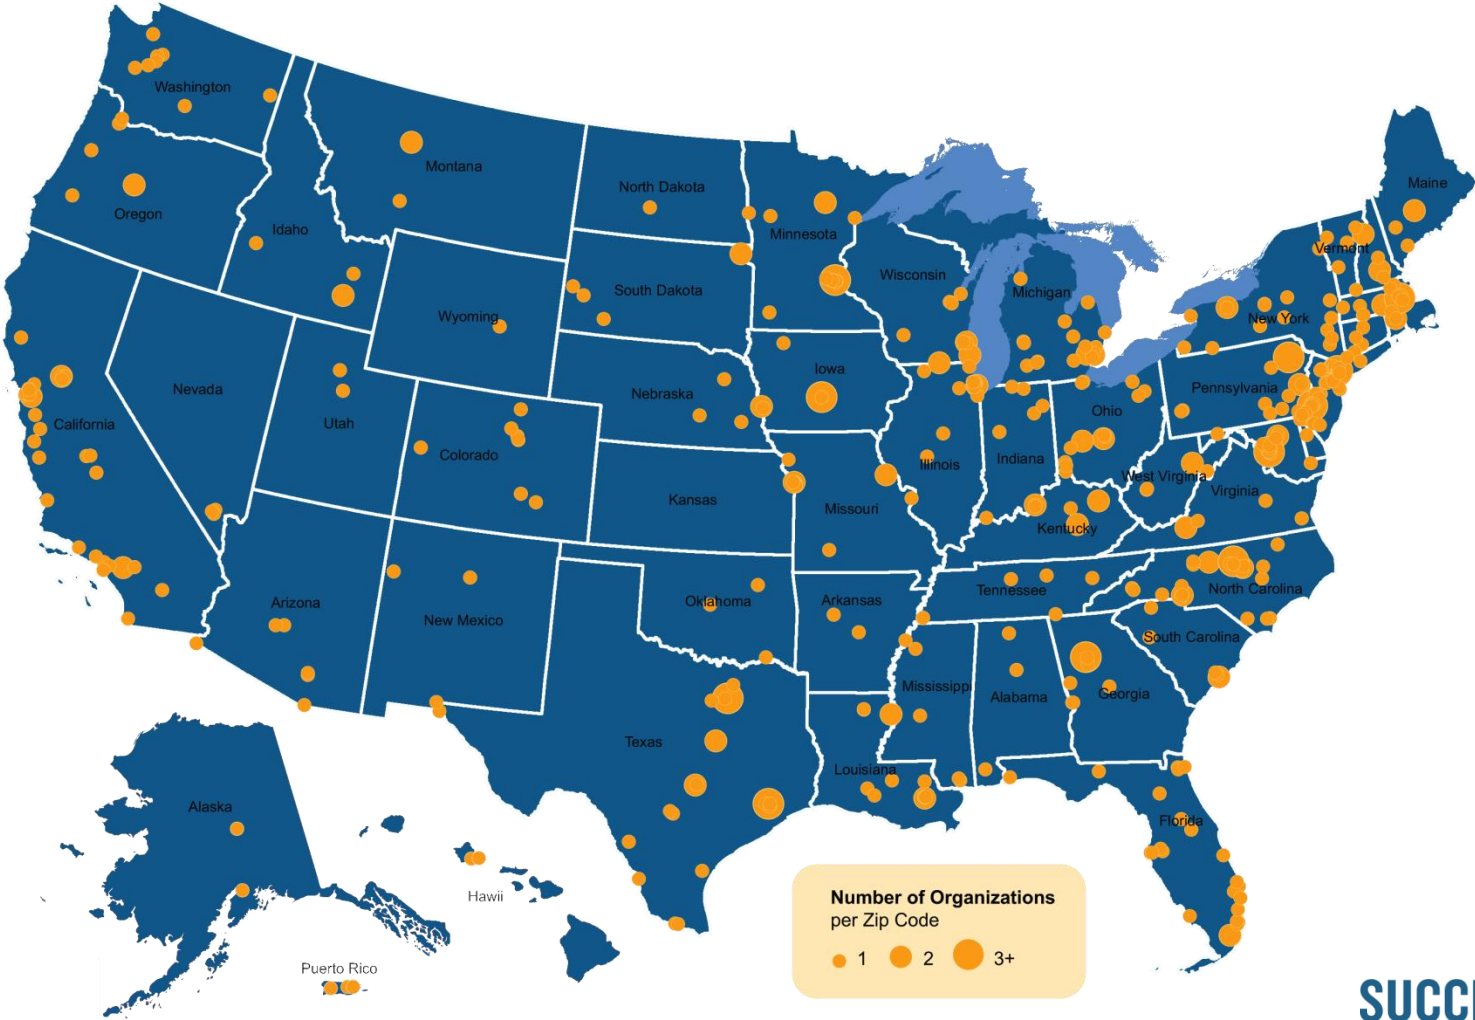 Washington
Montana
North Dakota
Minnesota
Maine
Oregon
Idaho
Wisconsin
Vermont
South Dakota
Michigan
Wyoming
New York
Iowa
Nevada
Nebraska
Pennsylvania
Utah
California
Colorado
Ohio
Illinois
Indiana
West Virginia
Virginia
Kansas
Missouri
Kentucky
Arizona
New Mexico
Oklahoma
Arkansas
Tennessee
North Carolina
South Carolina
Mississippi
Alabama
Georgia
Texas
Louisiana
Alaska
Florida
Hawii
Puerto Rico
Number of Organizations
per Zip Code
1 2 3+